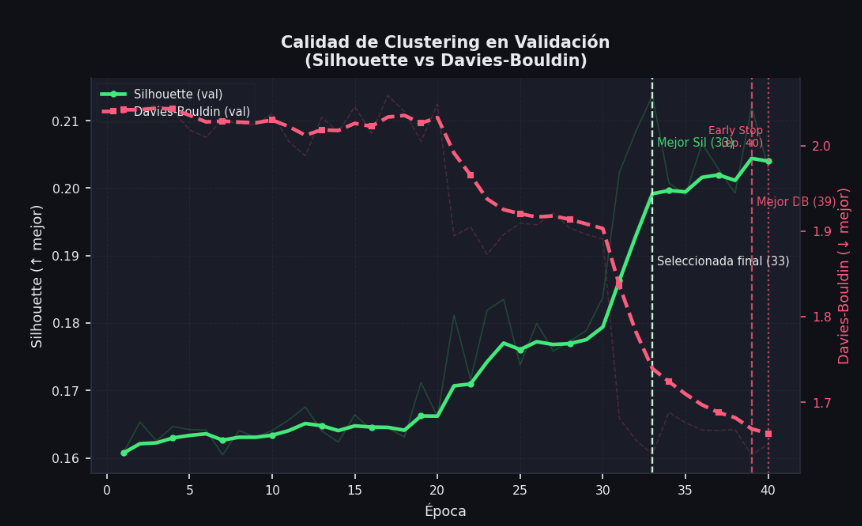 Calidad de Clustering en Validación
(Silhouette vs Davies-Bouldin)
Silhouette (val)
Davies-Bouldin (val)
Early Stop
(ep. 40)
Mejor Sil (33)
Mejor DB (39)
Seleccionada final (33)
Silhouette (↑ mejor)
0.21
0.20
0.19
0.18
0.17
0.16
Davies-Bouldin (↓ mejor)
2.0
1.9
1.8
1.7
0 5 10 15 20 25 30 35 40
Época